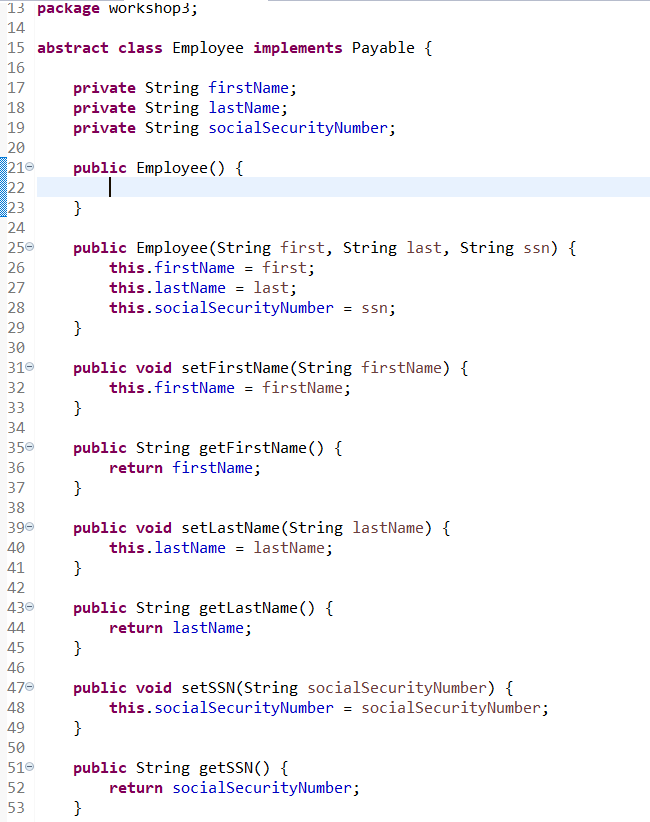 13 package workshop3;
14
15 abstract class Employee implements Payable {
16
17     private String firstName;
18     private String lastName;
19     private String socialSecurityNumber;
20
21     public Employee() {
22
23     }
24
25     public Employee(String first, String last, String ssn) {
26         this.firstName = first;
27         this.lastName = last;
28         this.socialSecurityNumber = ssn;
29     }
30
31     public void setFirstName(String firstName) {
32         this.firstName = firstName;
33     }
34
35     public String getFirstName() {
36         return firstName;
37     }
38
39     public void setLastName(String lastName) {
40         this.lastName = lastName;
41     }
42
43     public String getLastName() {
44         return lastName;
45     }
46
47     public void setSSN(String socialSecurityNumber) {
48         this.socialSecurityNumber = socialSecurityNumber;
49     }
50
51     public String getSSN() {
52         return socialSecurityNumber;
53     }